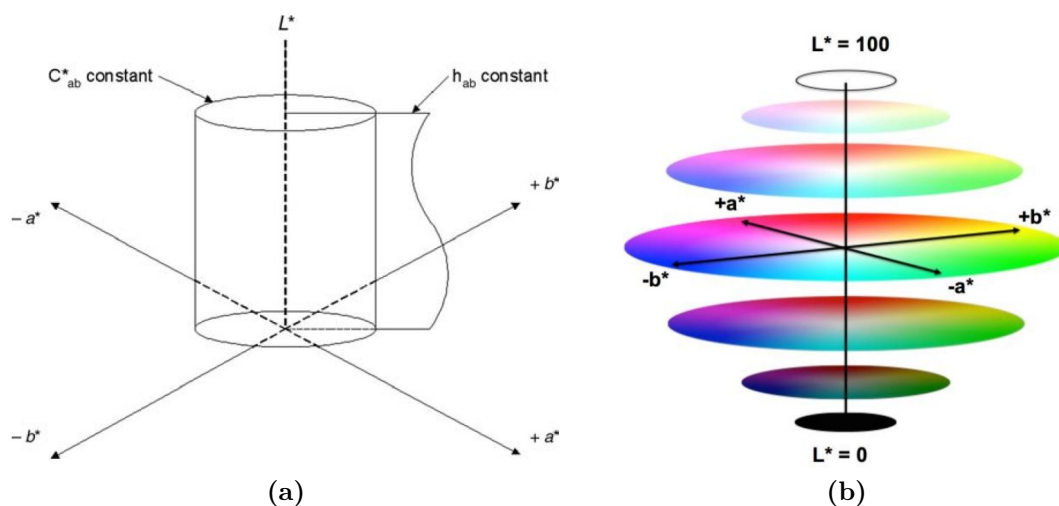 L*
C*ab constant
hab constant
+ b*
– a*
– b*
+ a*
(a)
L* = 100
+a*
+b*
-b*
-a*
L* = 0
(b)